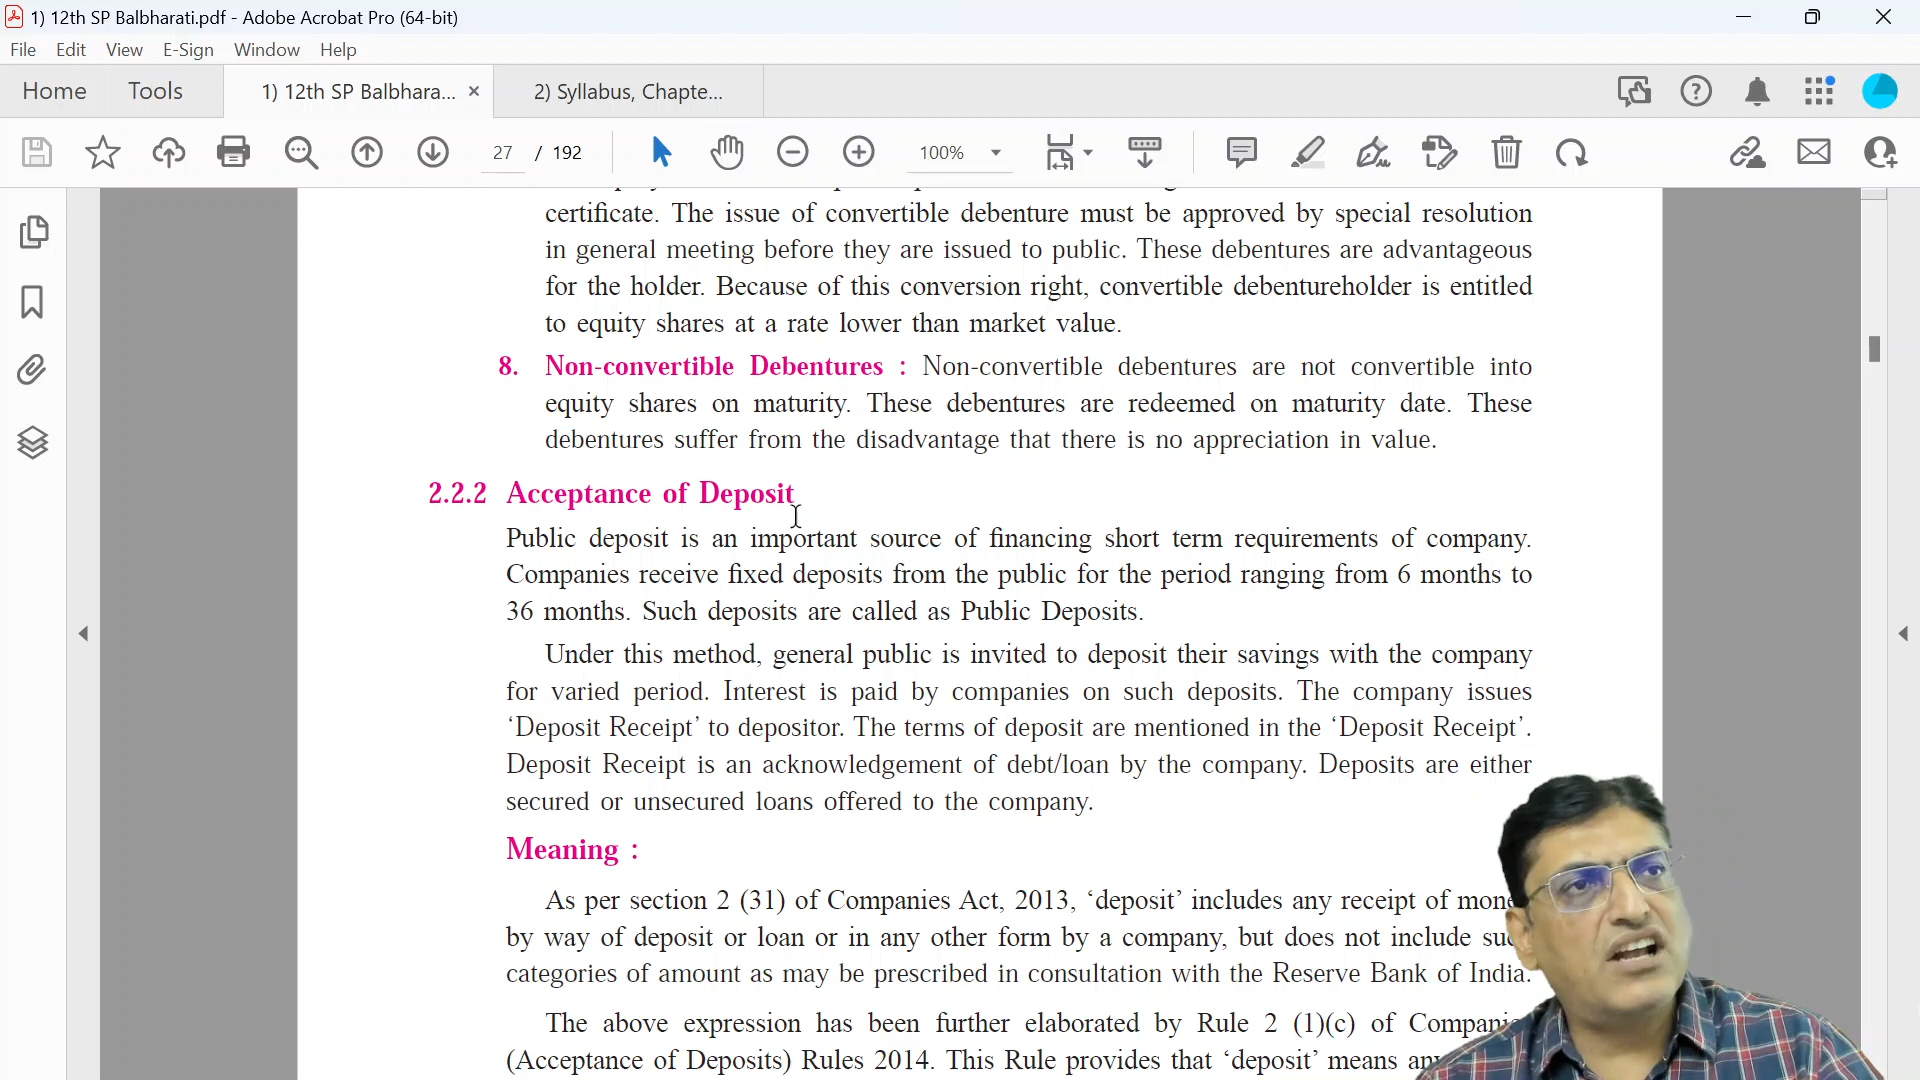 1) 12th SP Balbharati.pdf - Adobe Acrobat Pro (64-bit)
File Edit View E-Sign Window Help
Home Tools 1) 12th SP Balbhara... × 2) Syllabus, Chapte...
27 / 192 100%
certificate. The issue of convertible debenture must be approved by special resolution
in general meeting before they are issued to public. These debentures are advantageous
for the holder. Because of this conversion right, convertible debentureholder is entitled
to equity shares at a rate lower than market value.
8. Non-convertible Debentures : Non-convertible debentures are not convertible into
equity shares on maturity. These debentures are redeemed on maturity date. These
debentures suffer from the disadvantage that there is no appreciation in value.
2.2.2 Acceptance of Deposit
Public deposit is an important source of financing short term requirements of company.
Companies receive fixed deposits from the public for the period ranging from 6 months to
36 months. Such deposits are called as Public Deposits.
Under this method, general public is invited to deposit their savings with the company
for varied period. Interest is paid by companies on such deposits. The company issues
‘Deposit Receipt’ to depositor. The terms of deposit are mentioned in the ‘Deposit Receipt’.
Deposit Receipt is an acknowledgement of debt/loan by the company. Deposits are either
secured or unsecured loans offered to the company.
Meaning :
As per section 2 (31) of Companies Act, 2013, ‘deposit’ includes any receipt of
by way of deposit or loan or in any other form by a company, but does not include
categories of amount as may be prescribed in consultation with the Reserve Bank of India.
The above expression has been further elaborated by Rule 2 (1)(c) of
(Acceptance of Deposits) Rules 2014. This Rule provides that ‘deposit’ means